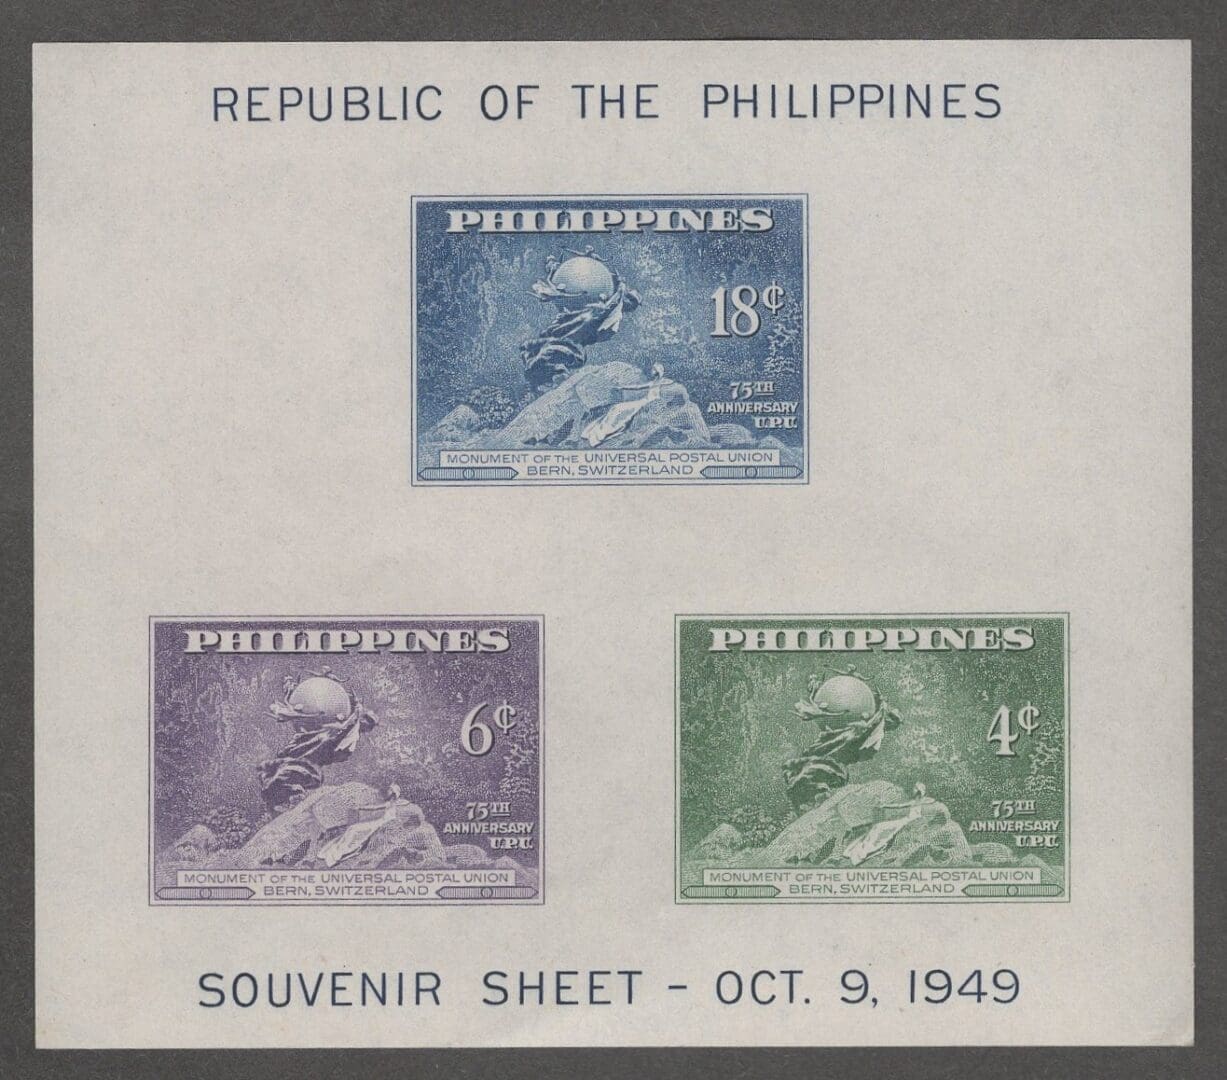 REPUBLIC OF THE PHILIPPINES
PHILIPPINES
18¢
75TH
ANNIVERSARY
U.P.U.
MONUMENT OF THE UNIVERSAL POSTAL UNION
BERN, SWITZERLAND
PHILIPPINES
6¢
75TH
ANNIVERSARY
U.P.U.
MONUMENT OF THE UNIVERSAL POSTAL UNION
BERN, SWITZERLAND
PHILIPPINES
4¢
75TH
ANNIVERSARY
U.P.U.
MONUMENT OF THE UNIVERSAL POSTAL UNION
BERN, SWITZERLAND
SOUVENIR SHEET - OCT. 9, 1949